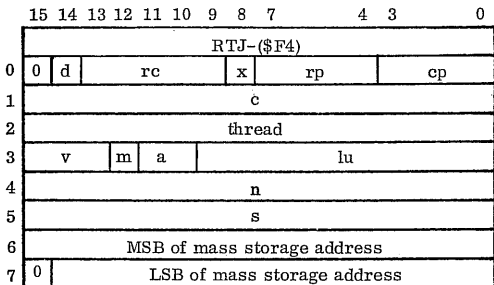 15 14 13 12 11 10 9 8 7 4 3 0
RTJ-($F4)
0 0 d rc x rp cp
1 c
2 thread
3 v m a lu
4 n
5 s
6 MSB of mass storage address
7 0 LSB of mass storage address